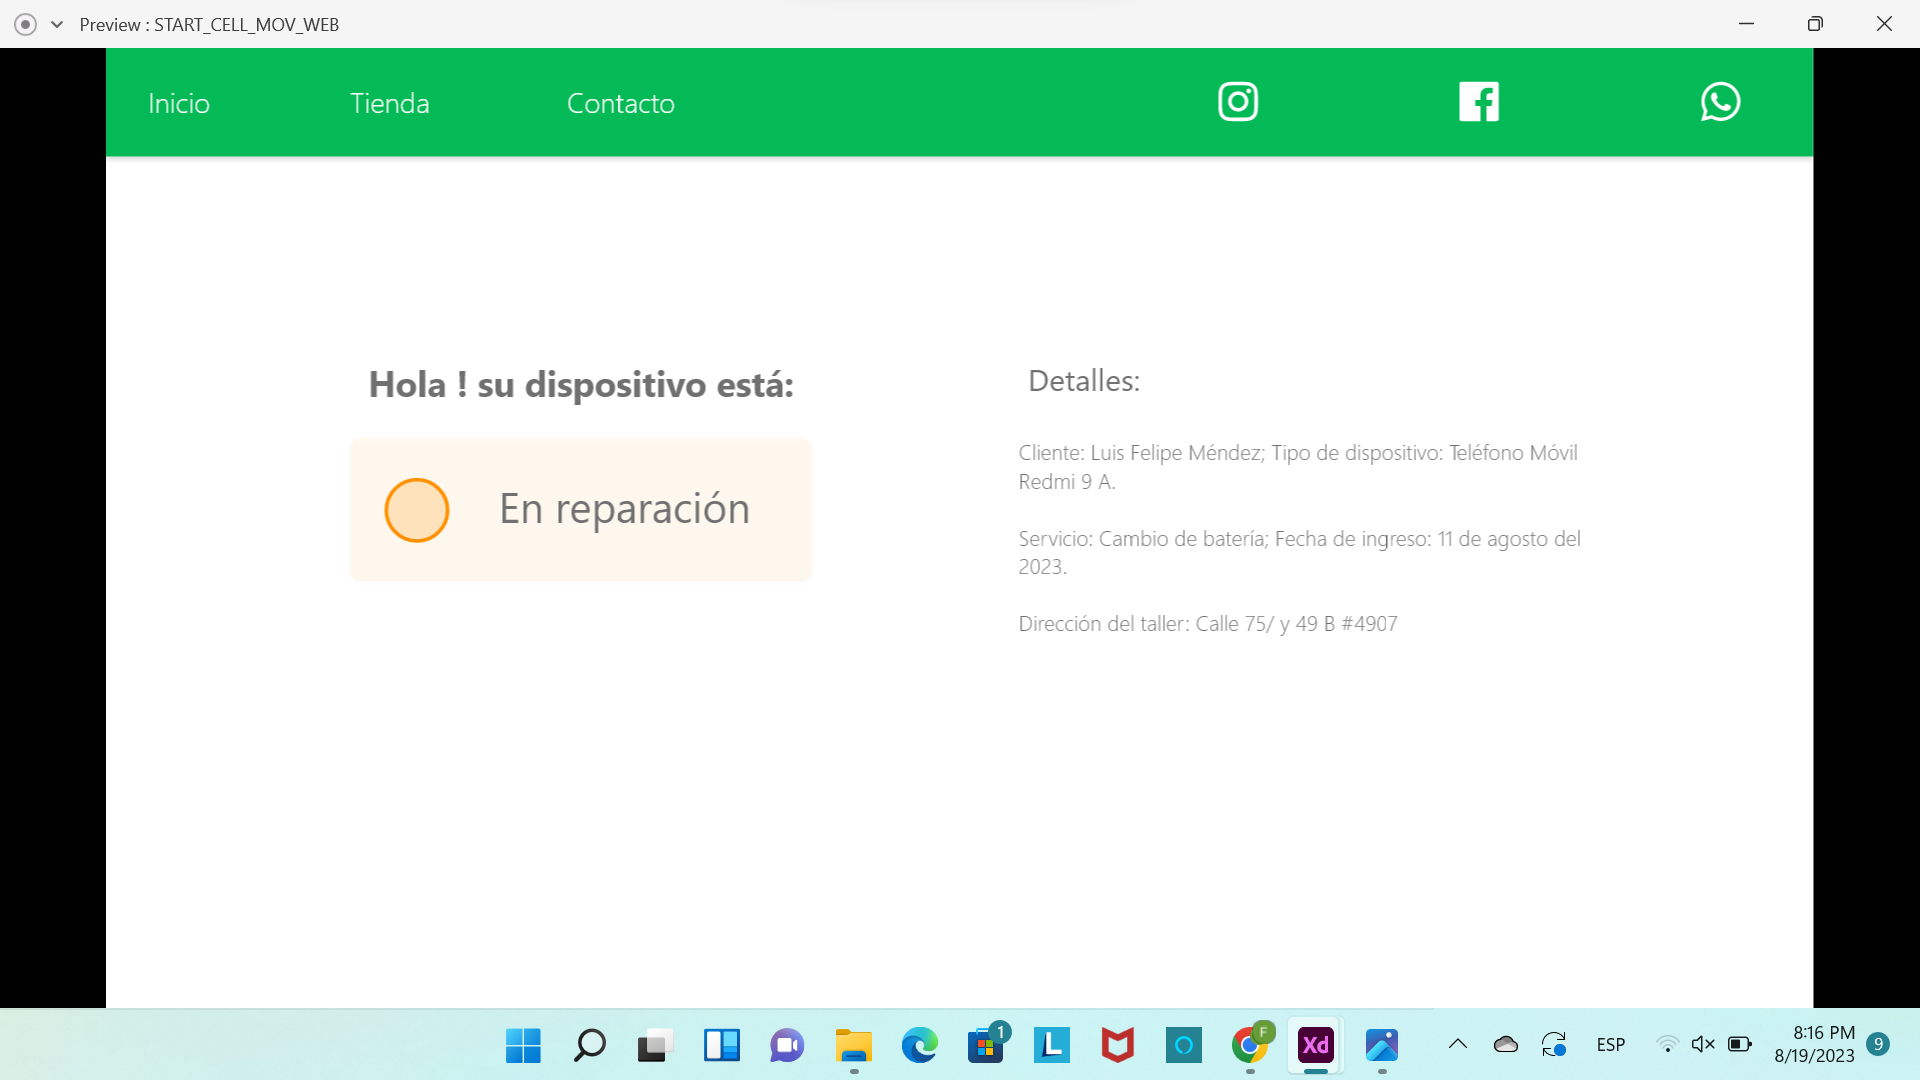 Preview : START_CELL_MOV_WEB
Inicio
Tienda
Contacto
Hola ! su dispositivo está:
En reparación
Detalles:
Cliente: Luis Felipe Méndez; Tipo de dispositivo: Teléfono Móvil
Redmi 9 A.
Servicio: Cambio de batería; Fecha de ingreso: 11 de agosto del
2023.
Dirección del taller: Calle 75/ y 49 B #4907
1
L
F
Xd
ESP
8:16 PM
8/19/2023
9